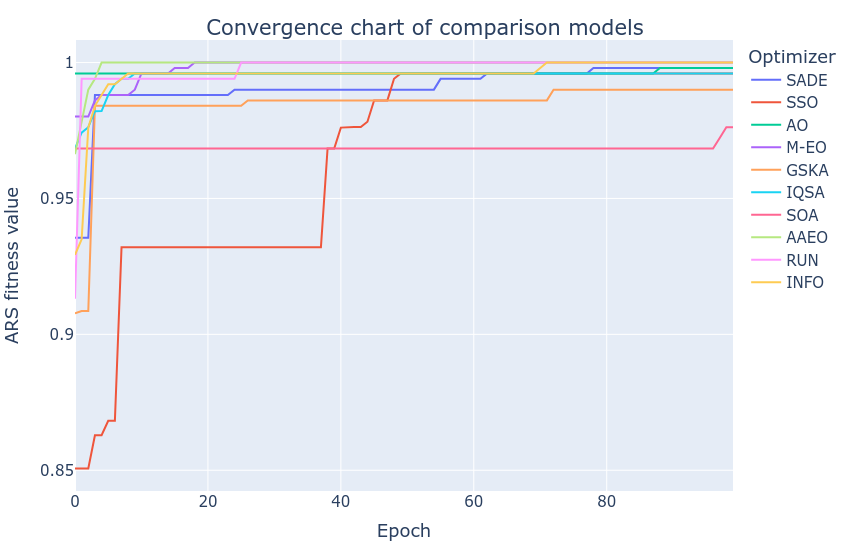 Convergence chart of comparison models
Optimizer
SADE
SSO
AO
M-EO
GSKA
IQSA
SOA
AAEO
RUN
INFO
ARS fitness value
1
0.95
0.9
0.85
0
20
40
60
80
Epoch